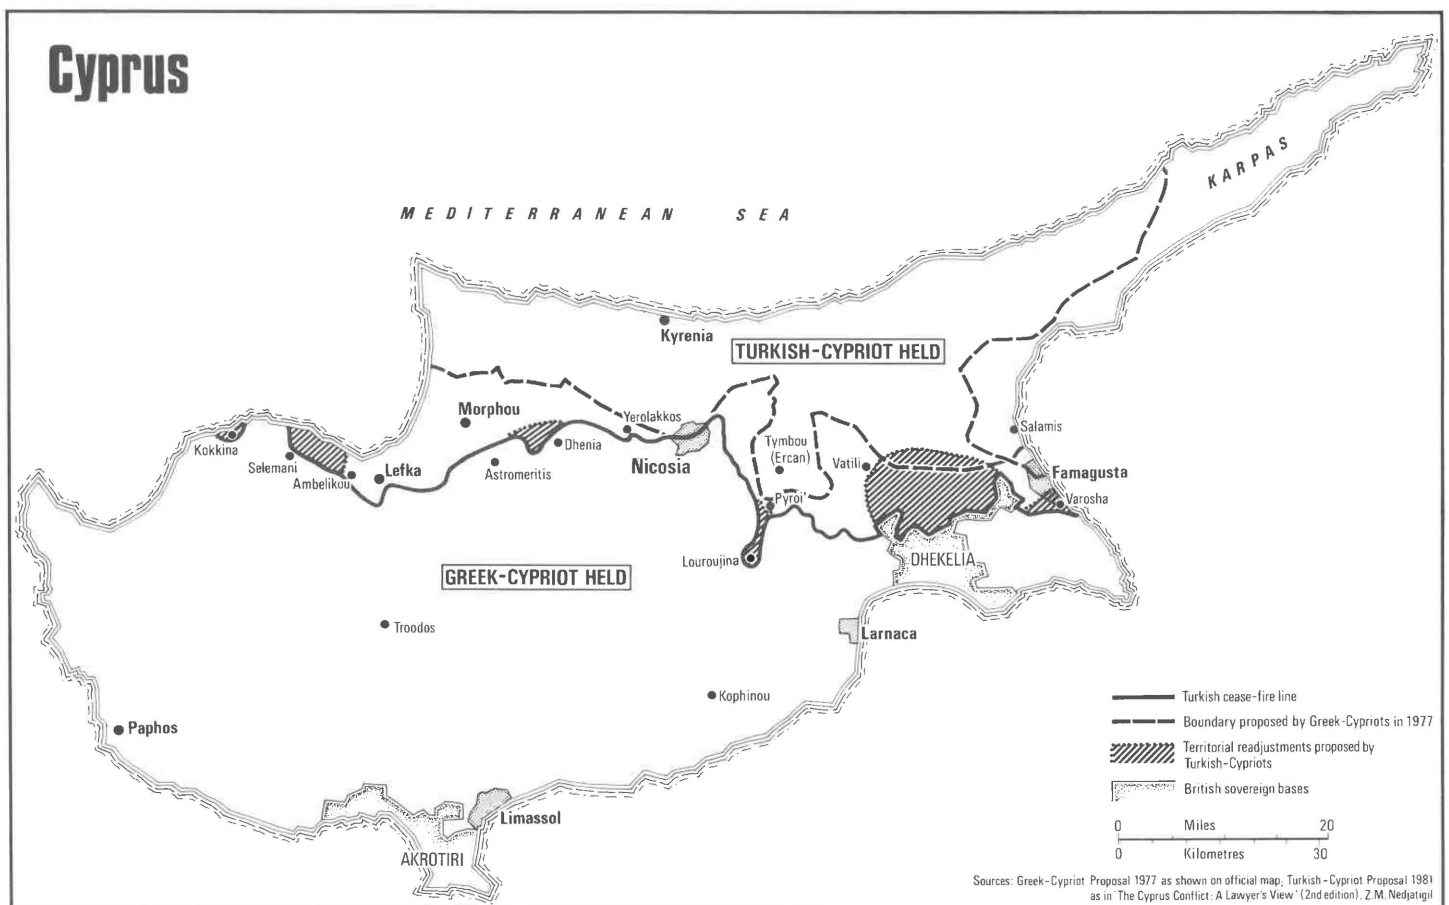 Cyprus
KARPAS
MEDITERRANEAN SEA
Kyrenia
TURKISH-CYPRIOT HELD
Morphou
Yerolakkos
Salamis
Kokkina
Selemani
Dhenia
Tymbou
(Ercan)
Vatili
Nicosia
Ambelikou
Lefka
Astromeritis
Famagusta
Pyroi
Varosha
Louroujina
DHEKELIA
GREEK-CYPRIOT HELD
Troodos
Larnaca
Kophinou
Paphos
Limassol
AKROTIRI
Turkish cease-fire line
Boundary proposed by Greek-Cypriots in 1977
Territorial readjustments proposed by
Turkish-Cypriots
British sovereign bases
0 Miles 20
0 Kilometres 30
Sources: Greek-Cypriot Proposal 1977 as shown on official map; Turkish-Cypriot Proposal 1981
as in 'The Cyprus Conflict: A Lawyer's View' (2nd edition). Z.M. Nedjatigil